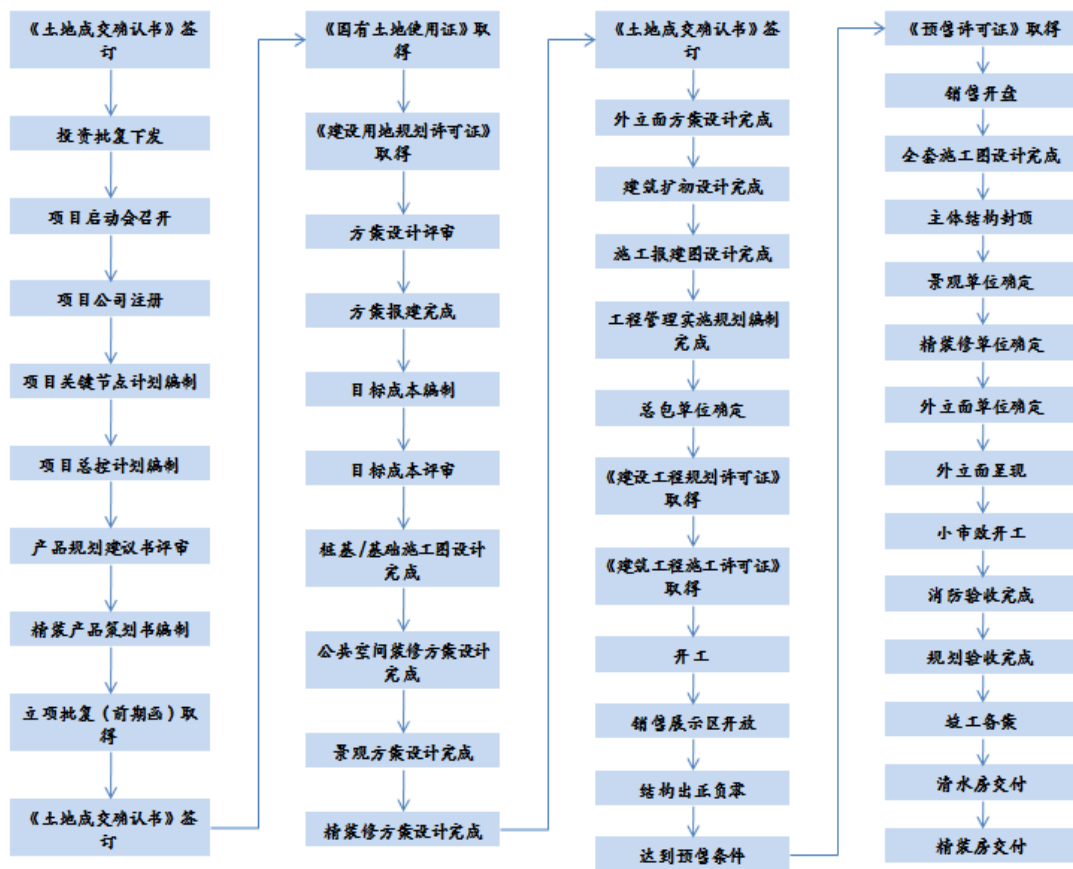 《土地成交确认书》签
订
投资批复下发
项目启动会召开
项目公司注册
项目关键节点计划编制
项目总控计划编制
产品规划建议书评审
精装产品策划书编制
立项批复（前期函）取
得
《土地成交确认书》签
订
《国有土地使用证》取
得
《建设用地规划许可证》
取得
方案设计评审
方案报建完成
目标成本编制
目标成本评审
桩基/基础施工图设计
完成
公共空间装修方案设计
完成
景观方案设计完成
精装修方案设计完成
《土地成交确认书》签
订
外立面方案设计完成
建筑扩初设计完成
施工报建图设计完成
工程管理实施规划编制
完成
总包单位确定
《建设工程规划许可证》
取得
《建筑工程施工许可证》
取得
开工
销售展示区开放
结构出正负零
达到预售条件
《预售许可证》取得
销售开盘
全套施工图设计完成
主体结构封顶
景观单位确定
精装修单位确定
外立面单位确定
外立面呈现
小市政开工
消防验收完成
规划验收完成
竣工备案
清水房交付
精装房交付